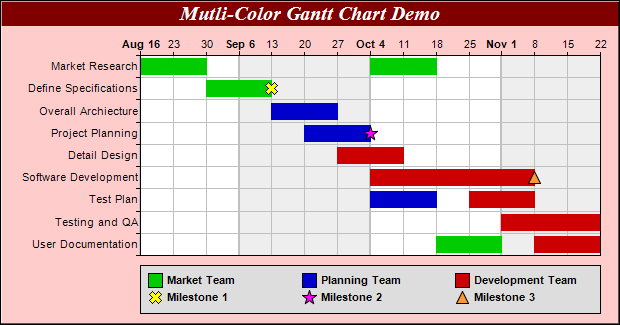 Mutli-Color Gantt Chart Demo
Aug 16 23 30 Sep 6 13 20 27 Oct 4 11 18 25 Nov 1 8 15 22
Market Research
Define Specifications
Overall Archiecture
Project Planning
Detail Design
Software Development
Test Plan
Testing and QA
User Documentation
Market Team Planning Team Development Team
Milestone 1 Milestone 2 Milestone 3